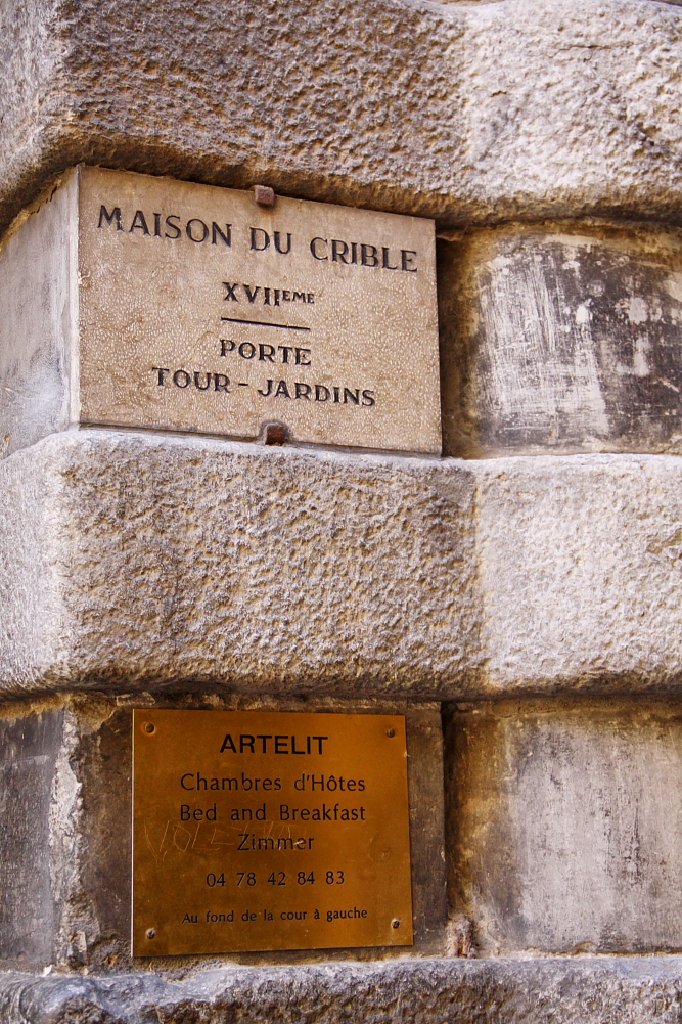 MAISON DU CRIBLE
XVIIEME
PORTE
TOUR-JARDINS
ARTELIT
Chambres d'Hôtes
Bed and Breakfast
Zimmer
04 78 42 84 83
Au fond de la cour à gauche